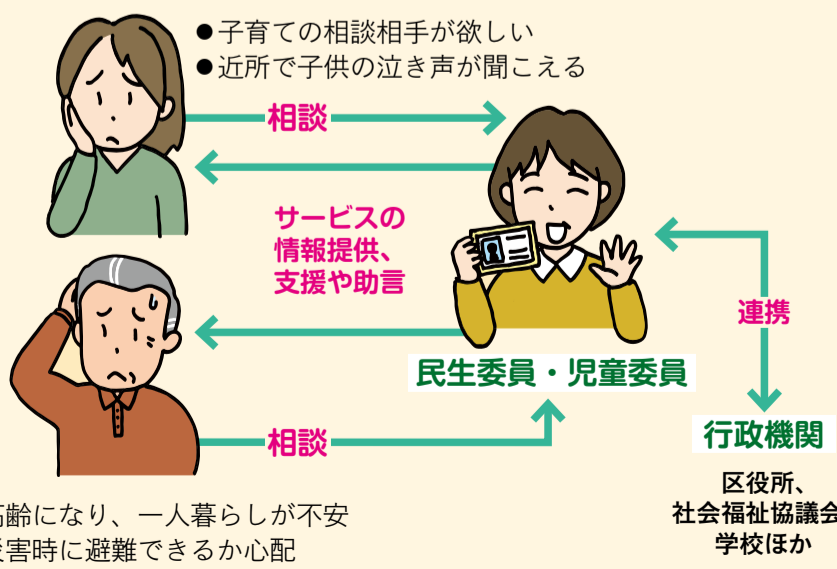 ●子育ての相談相手が欲しい
●近所で子供の泣き声が聞こえる
相談
サービスの
情報提供、
支援や助言
連携
民生委員・児童委員
相談
行政機関
区役所、
社会福祉協議会
学校ほか
高齢になり、一人暮らしが不安
災害時に避難できるか心配